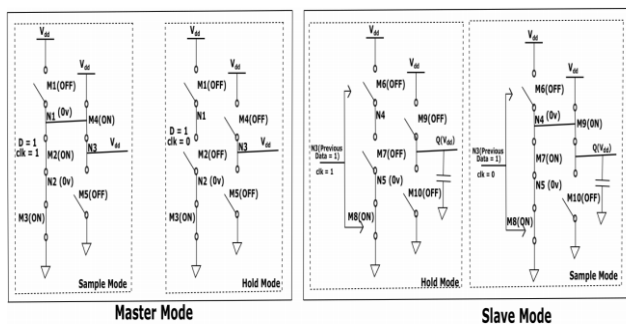 Vdd
Vdd
M1(OFF)
N1 (0v)
M4(ON)
D = 1
clk = 1
M2(ON)
N3
Vdd
N2 (0v)
M5(OFF)
M3(ON)
Sample Mode
Vdd
Vdd
M1(OFF)
N1
M4(OFF)
D = 1
clk = 0
M2(OFF)
N3
Vdd
N2 (0v)
M5(OFF)
M3(ON)
Hold Mode
Master Mode
Vdd
Vdd
M6(OFF)
N4
M9(OFF)
N3(Previous
Data = 1)
clk = 1
M7(OFF)
Q(Vdd)
N5 (0v)
M10(OFF)
M8(ON)
Hold Mode
Vdd
Vdd
M6(OFF)
N4 (0v)
M9(ON)
N3(Previous
Data = 1)
clk = 0
M7(ON)
Q(Vdd)
N5 (0v)
M10(OFF)
M8(ON)
Sample Mode
Slave Mode